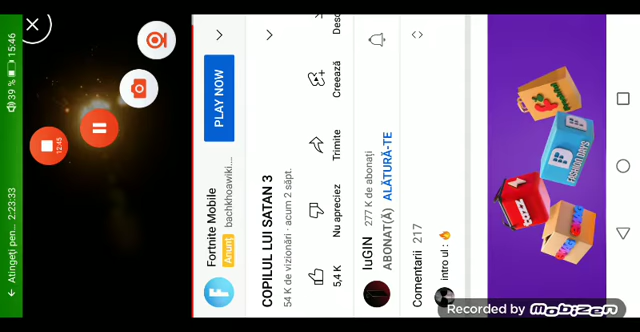 ← Atingeți pen... 2:23:33
39 % 15:46
12:45
Fortnite Mobile
Anunț bachkhoawiki....
PLAY NOW
COPILUL LUI SATAN 3
54 K de vizionări · acum 2 săpt.
5,4 K
Nu apreciez
Trimite
Creează
IuGIN 277 K de abonați
ABONAT(Ă) ALĂTURĂ-TE
Comentarii 217
intro ul :
FASHION DAYS
Recorded by Mobizen